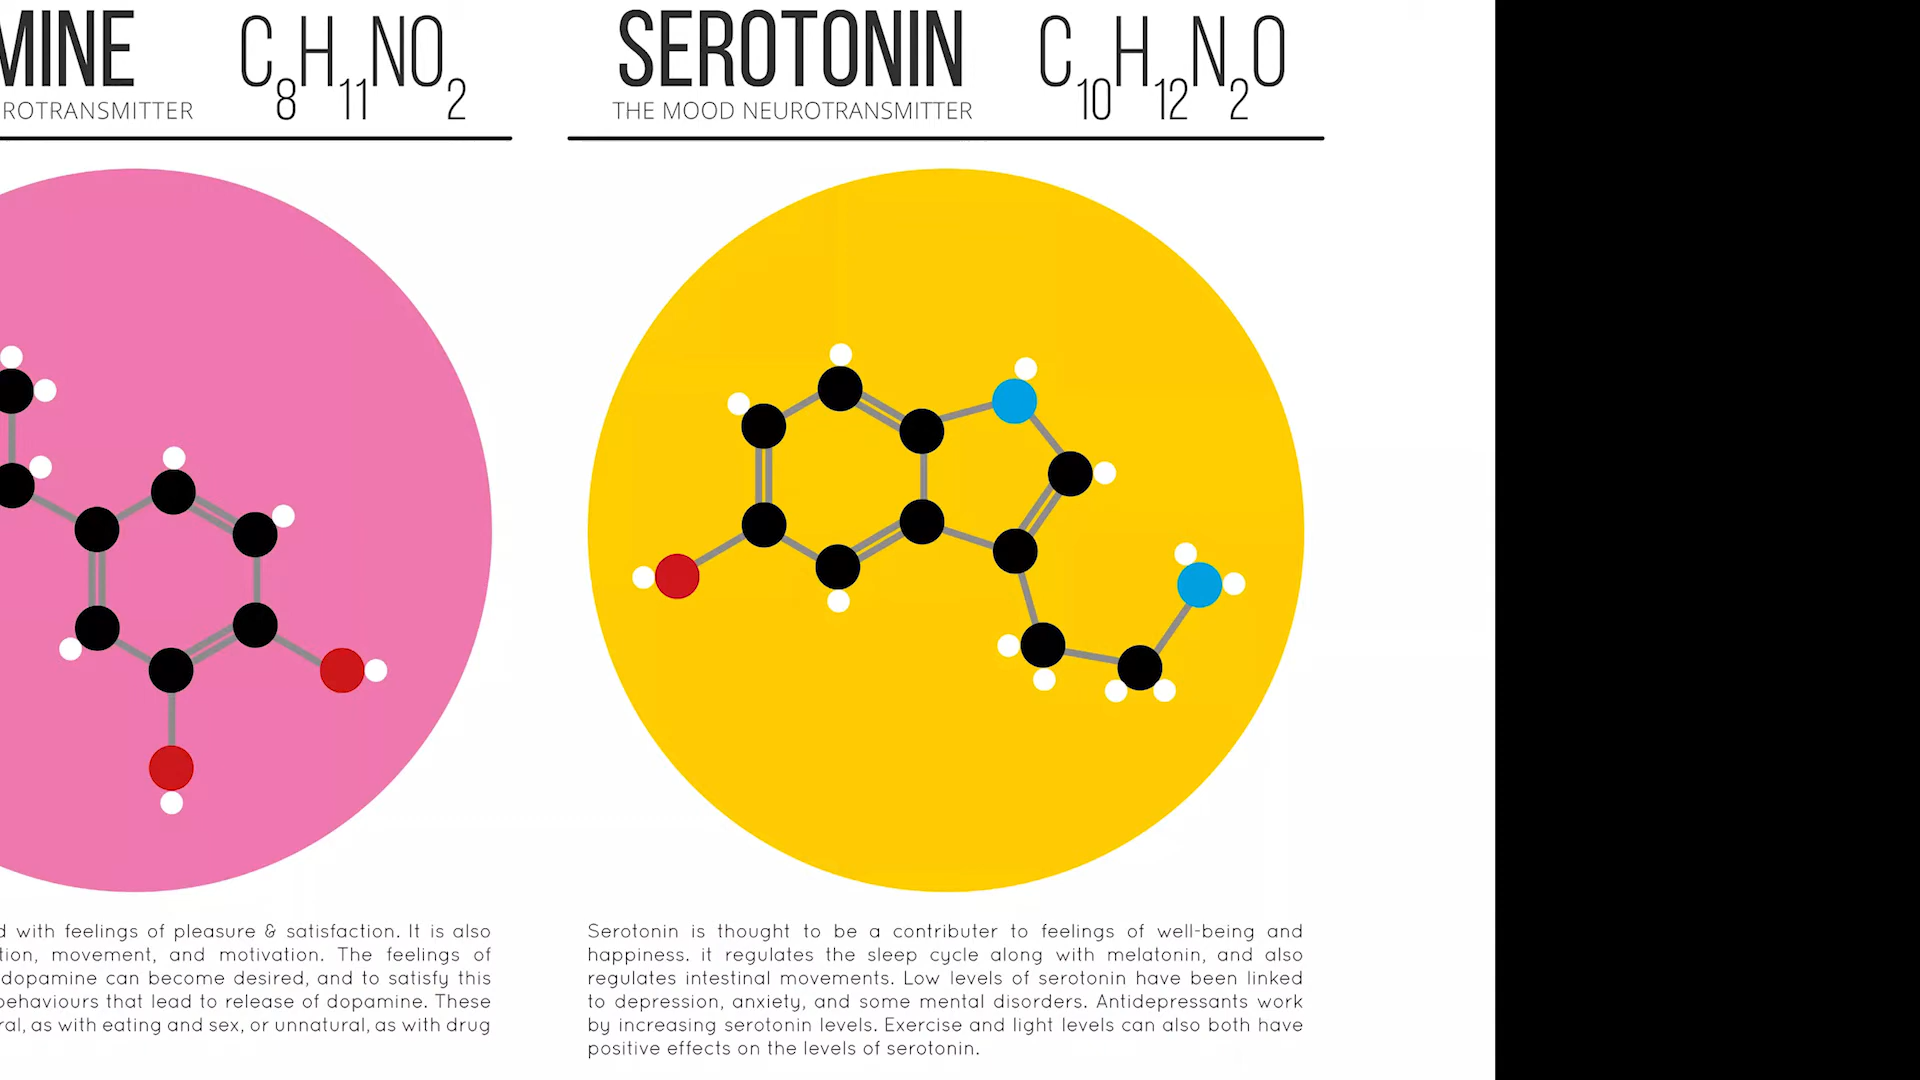 MINE C8H11NO2
ROTRANSMITTER
SEROTONIN C10H12N2O
THE MOOD NEUROTRANSMITTER
d with feelings of pleasure & satisfaction. It is also
tion, movement, and motivation. The feelings of
dopamine can become desired, and to satisfy this
behaviours that lead to release of dopamine. These
ral, as with eating and sex, or unnatural, as with drug
Serotonin is thought to be a contributer to feelings of well-being and
happiness. it regulates the sleep cycle along with melatonin, and also
regulates intestinal movements. Low levels of serotonin have been linked
to depression, anxiety, and some mental disorders. Antidepressants work
by increasing serotonin levels. Exercise and light levels can also both have
positive effects on the levels of serotonin.